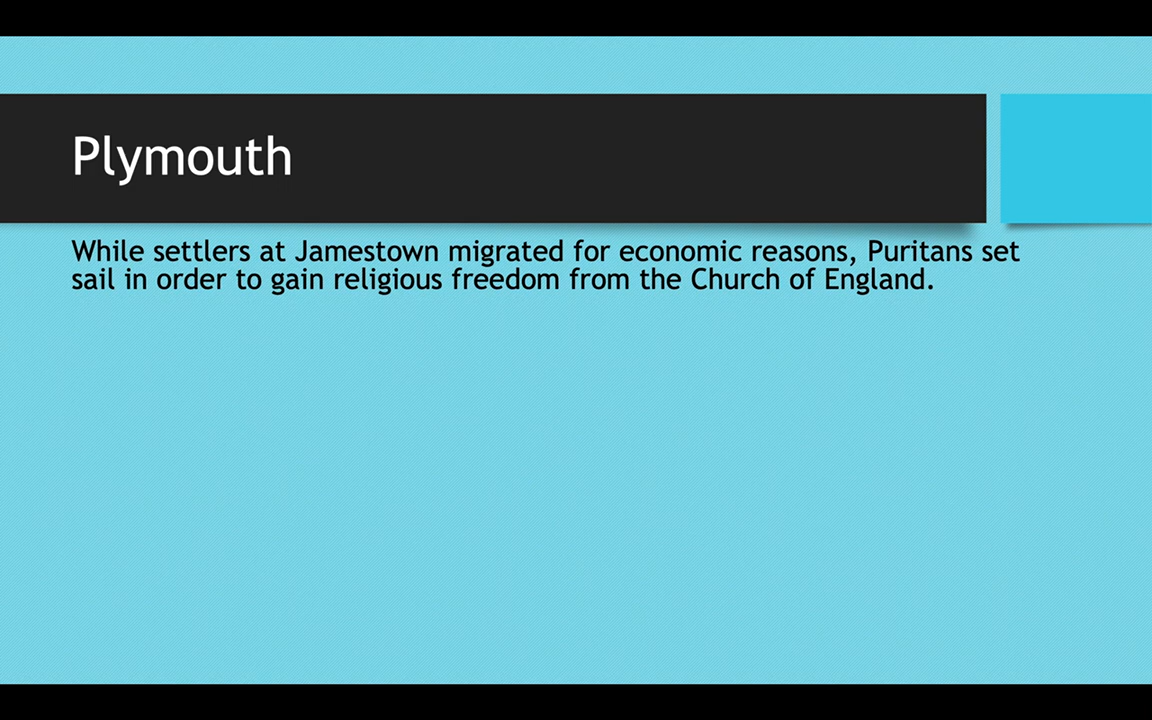 Plymouth
While settlers at Jamestown migrated for economic reasons, Puritans set
sail in order to gain religious freedom from the Church of England.